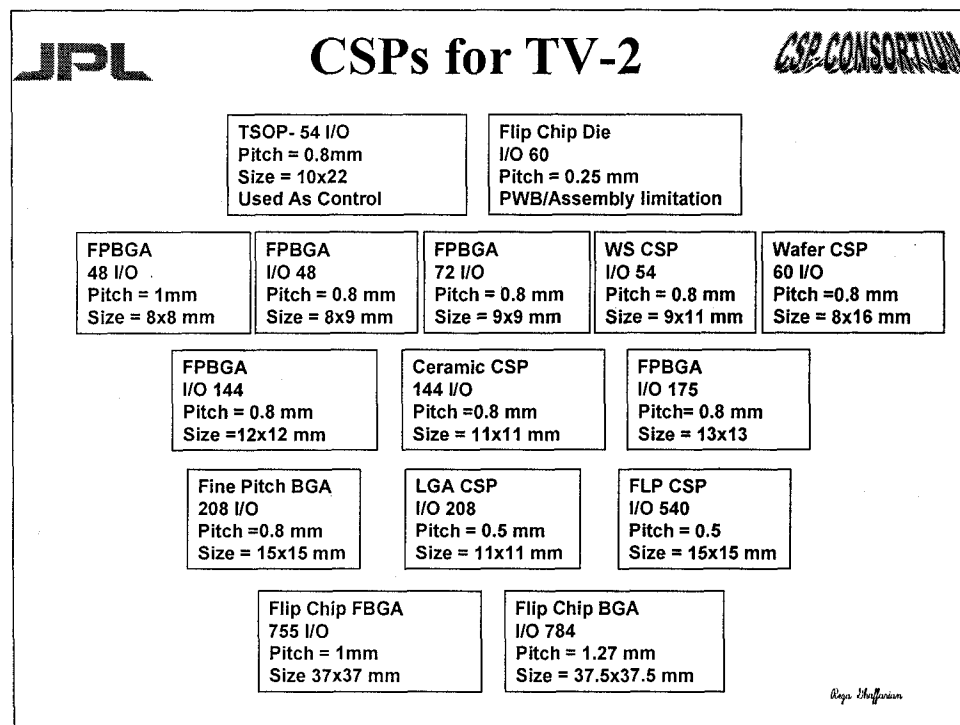 JPL
CSPs for TV-2
CSP-CONSORTIUM
TSOP- 54 I/O
Pitch = 0.8mm
Size = 10x22
Used As Control
Flip Chip Die
I/O 60
Pitch = 0.25 mm
PWB/Assembly limitation
FPBGA
48 I/O
Pitch = 1mm
Size = 8x8 mm
FPBGA
I/O 48
Pitch = 0.8 mm
Size = 8x9 mm
FPBGA
72 I/O
Pitch = 0.8 mm
Size = 9x9 mm
WS CSP
I/O 54
Pitch = 0.8 mm
Size = 9x11 mm
Wafer CSP
60 I/O
Pitch =0.8 mm
Size = 8x16 mm
FPBGA
I/O 144
Pitch = 0.8 mm
Size =12x12 mm
Ceramic CSP
144 I/O
Pitch =0.8 mm
Size = 11x11 mm
FPBGA
I/O 175
Pitch= 0.8 mm
Size = 13x13
Fine Pitch BGA
208 I/O
Pitch =0.8 mm
Size = 15x15 mm
LGA CSP
I/O 208
Pitch = 0.5 mm
Size = 11x11 mm
FLP CSP
I/O 540
Pitch = 0.5
Size = 15x15 mm
Flip Chip FBGA
755 I/O
Pitch = 1mm
Size 37x37 mm
Flip Chip BGA
I/O 784
Pitch = 1.27 mm
Size = 37.5x37.5 mm
Reza Ghaffarian